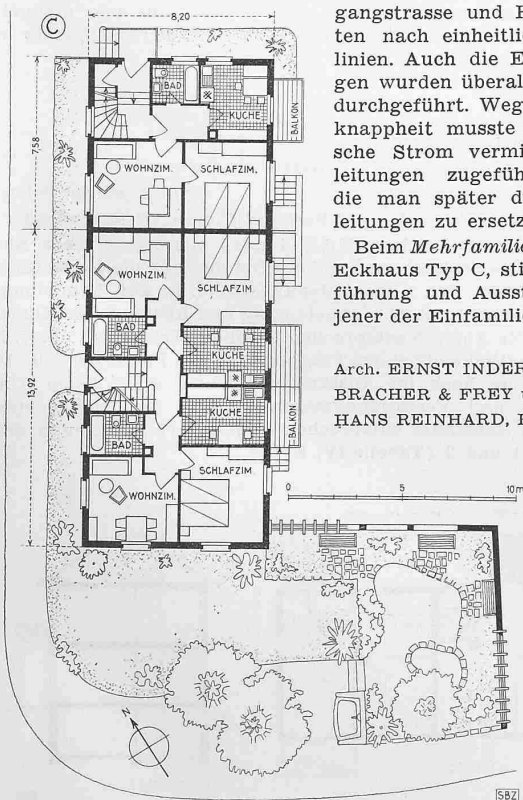 C
8,20
7,58
13,92
BAD
KÜCHE
BALKON
WOHNZIM.
SCHLAFZIM.
WOHNZIM.
SCHLAFZIM.
BAD
KÜCHE
KÜCHE
BALKON
BAD
WOHNZIM.
SCHLAFZIM.
0 5 10m
N
SBZ
gangstrasse und
ten nach einheitlic
linien. Auch die E
gen wurden überal
durchgeführt. Weg
knappheit musste
sche Strom vermi
leitungen zugefüh
die man später d
leitungen zu ersetz
Beim Mehrfamilie
Eckhaus Typ C, sti
führung und Ausst
jener der Einfamilie
Arch. ERNST INDER
BRACHER & FREY
HANS REINHARD,